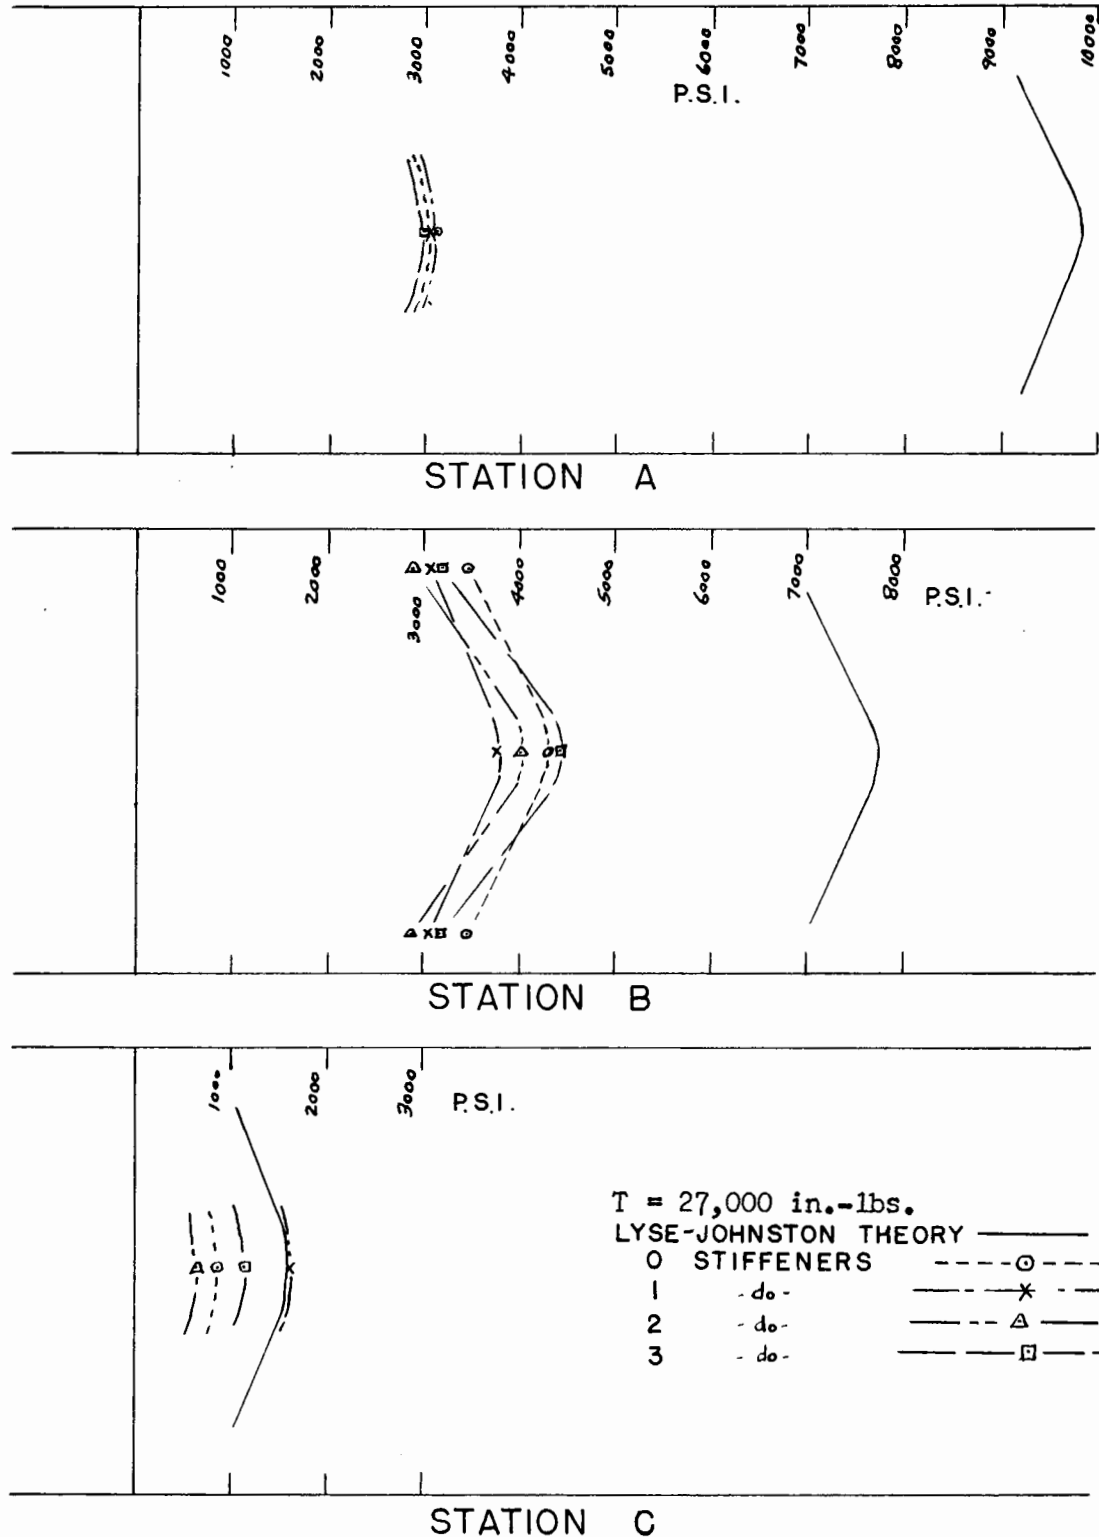 1000 2000 3000 4000 5000 6000 7000 8000 9000 10000
P.S.I.
STATION A
1000 2000 3000 4000 5000 6000 7000 8000
P.S.I.
STATION B
1000 2000 3000
P.S.I.
T = 27,000 in.-lbs.
LYSE-JOHNSTON THEORY
0 STIFFENERS
1 -do-
2 -do-
3 -do-
STATION C